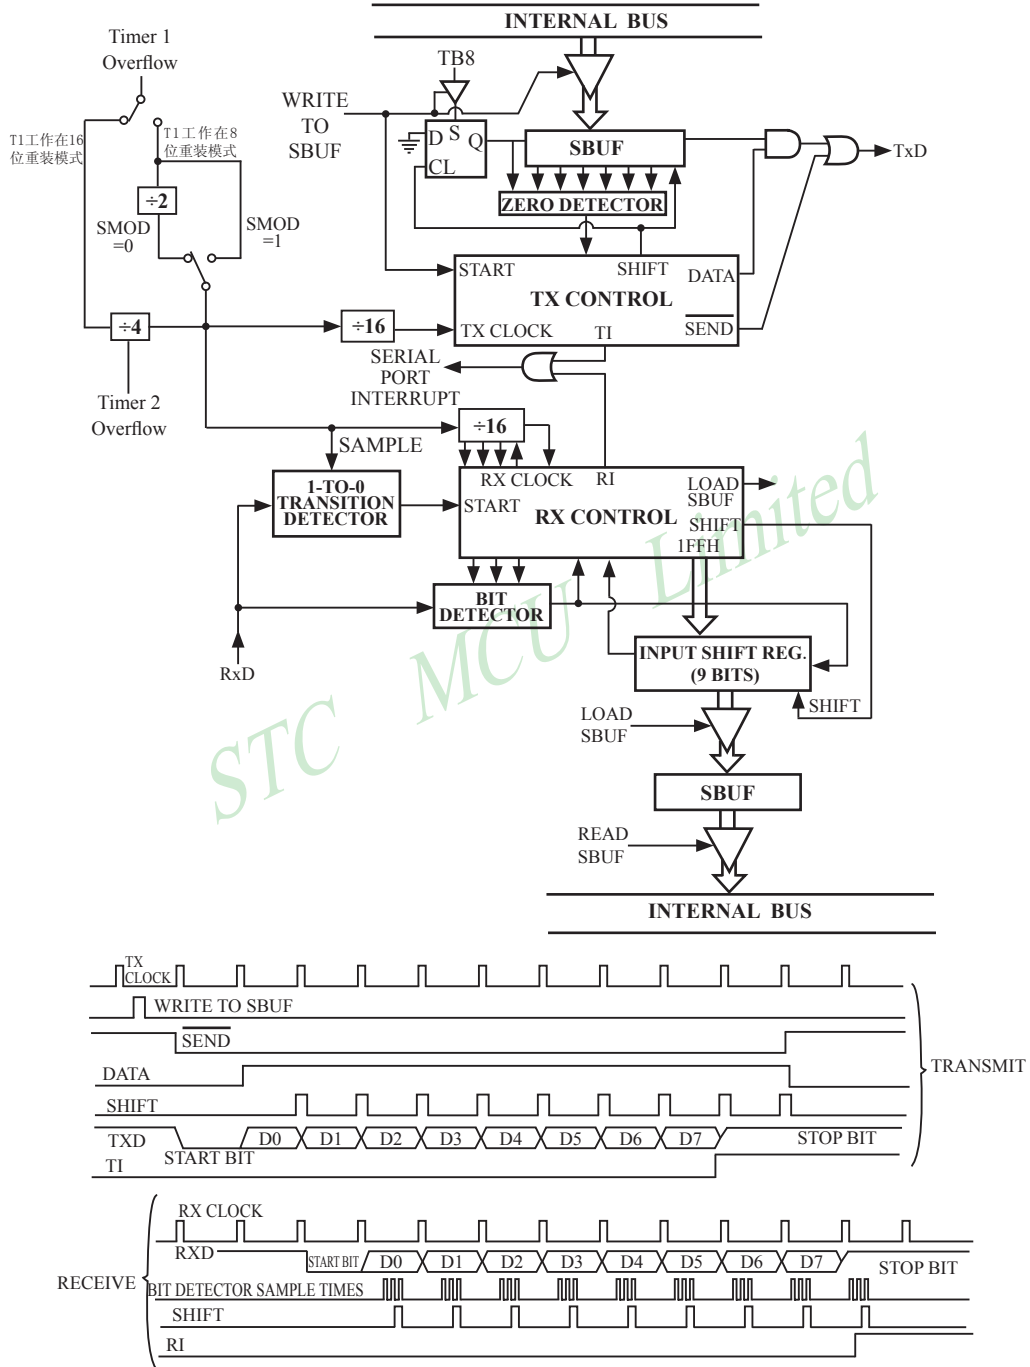 INTERNAL BUS
Timer 1
Overflow
TB8
WRITE
TO
SBUF
T1工作在16
位重装模式
T1工作在8
位重装模式
D
S
Q
CL
SBUF
TxD
÷2
ZERO DETECTOR
SMOD
=0
SMOD
=1
START
SHIFT
DATA
TX CONTROL
÷4
÷16
TX CLOCK
TI
SEND
SERIAL
PORT
INTERRUPT
Timer 2
Overflow
÷16
SAMPLE
1-TO-0
TRANSITION
DETECTOR
RX CLOCK
RI
START
LOAD
SBUF
RX CONTROL
SHIFT
1FFH
BIT
DETECTOR
RxD
INPUT SHIFT REG.
(9 BITS)
SHIFT
LOAD
SBUF
SBUF
READ
SBUF
INTERNAL BUS
STC MCU Limited
TX
CLOCK
WRITE TO SBUF
SEND
DATA
SHIFT
TXD
START BIT
D0 D1 D2 D3 D4 D5 D6 D7
STOP BIT
TI
TRANSMIT
RX CLOCK
RXD
START BIT
D0 D1 D2 D3 D4 D5 D6 D7
STOP BIT
RECEIVE
BIT DETECTOR SAMPLE TIMES
SHIFT
RI